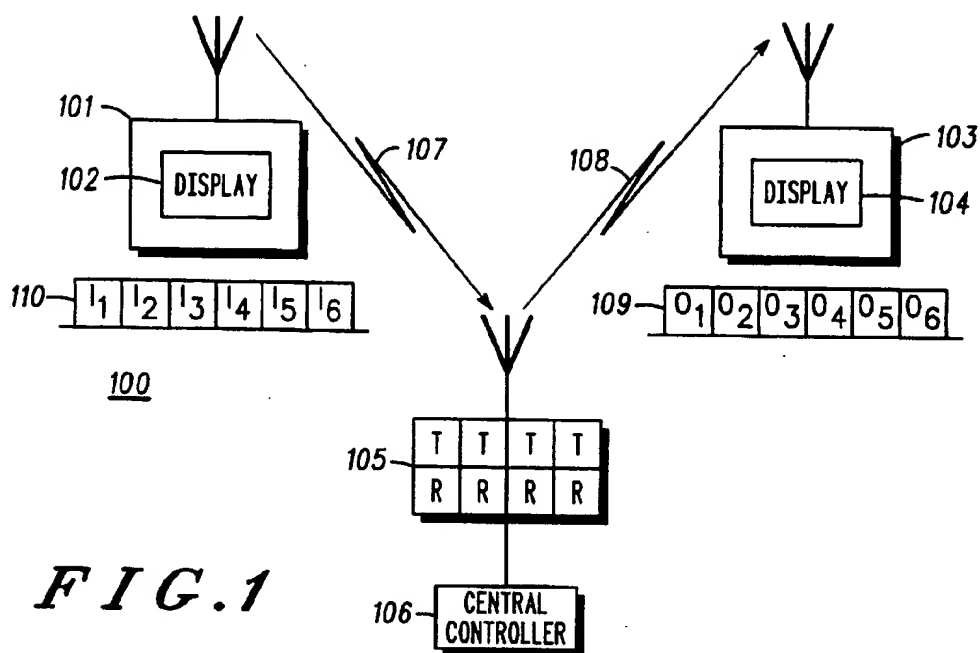 101
102
DISPLAY
107
108
103
DISPLAY
104
110
I1 I2 I3 I4 I5 I6
109
O1 O2 O3 O4 O5 O6
100
105
T T T T
R R R R
FIG.1
106
CENTRAL
CONTROLLER